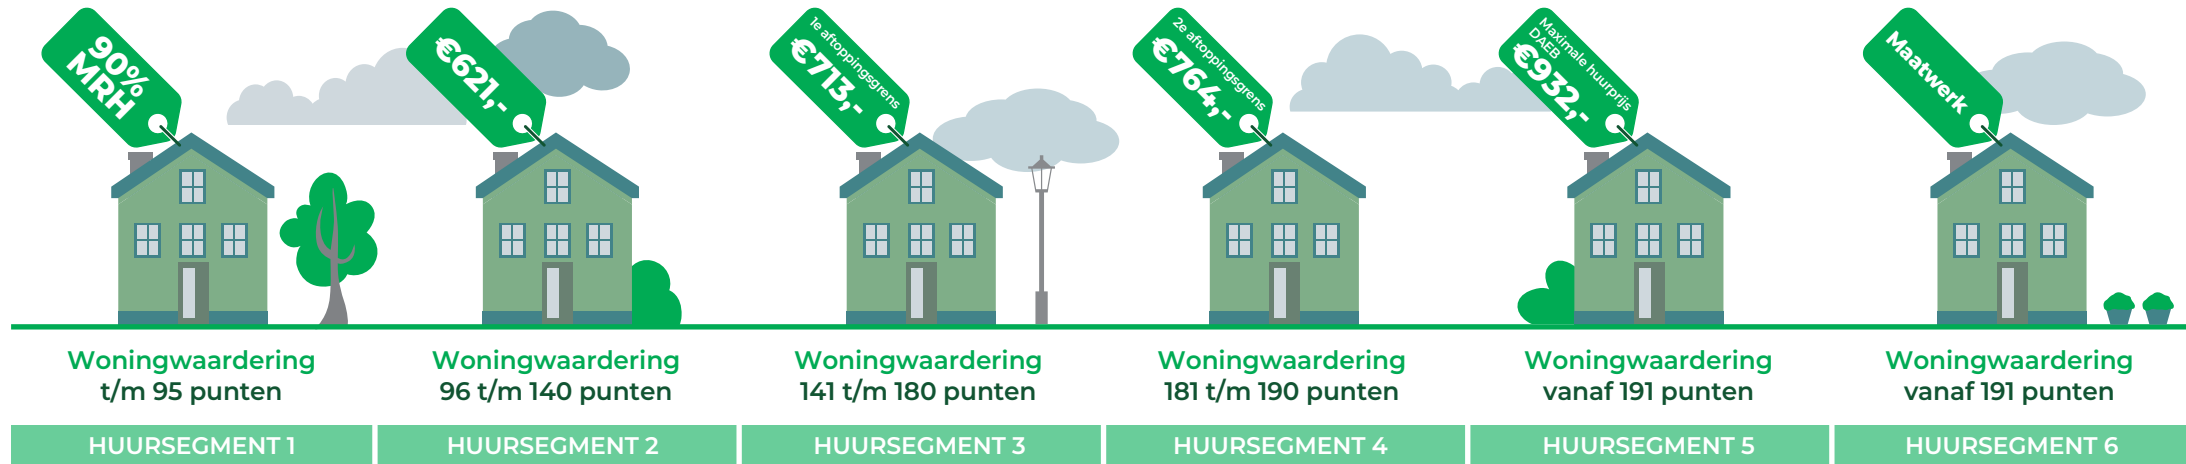 90%
MRH
€621,-
1e aftoppingsgrens
€713,-
2e aftoppingsgrens
€764,-
Maximale huurprijs
DAEB
€932,-
Maatwerk
Woningwaardering
t/m 95 punten
Woningwaardering
96 t/m 140 punten
Woningwaardering
141 t/m 180 punten
Woningwaardering
181 t/m 190 punten
Woningwaardering
vanaf 191 punten
Woningwaardering
vanaf 191 punten
HUURSEGMENT 1
HUURSEGMENT 2
HUURSEGMENT 3
HUURSEGMENT 4
HUURSEGMENT 5
HUURSEGMENT 6